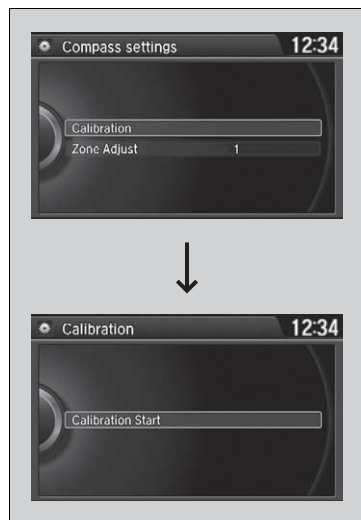 Compass settings 12:34
Calibration
Zone Adjust 1
Calibration 12:34
Calibration Start